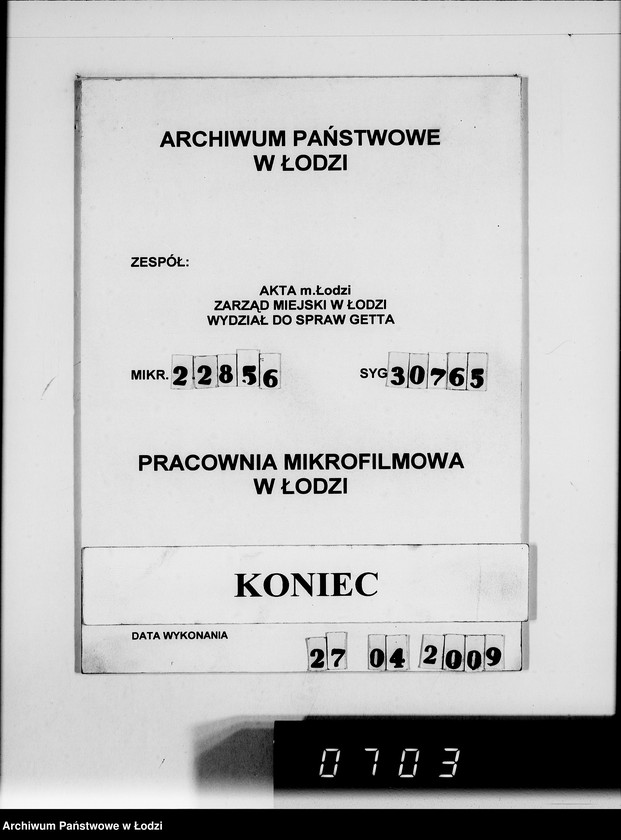 ARCHIWUM PAŃSTWOWE
W ŁODZI
ZESPÓŁ:
AKTA m.Łodzi
ZARZĄD MIEJSKI W ŁODZI
WYDZIAŁ DO SPRAW GETTA
MIKR. 22856 SYG 30765
PRACOWNIA MIKROFILMOWA
W ŁODZI
KONIEC
DATA WYKONANIA
27 04 2009
0703
Archiwum Państwowe w Łodzi